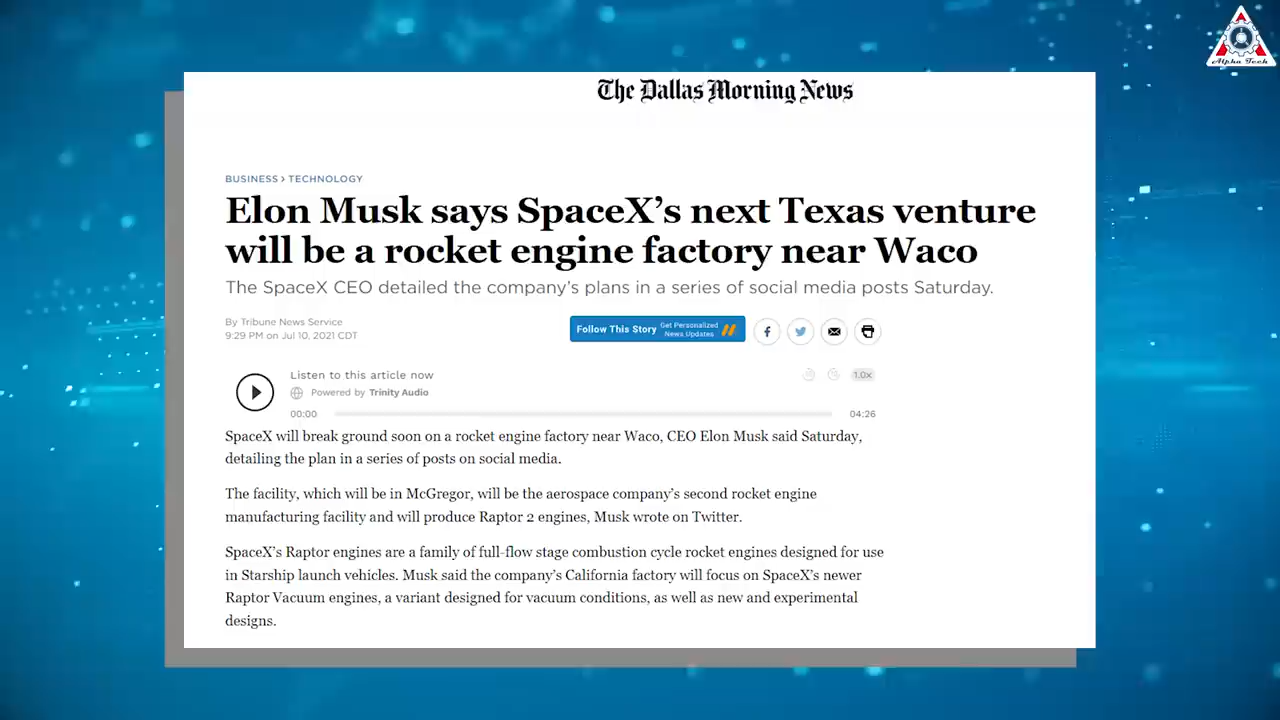 Alpha Tech
The Dallas Morning News
BUSINESS > TECHNOLOGY
Elon Musk says SpaceX’s next Texas venture
will be a rocket engine factory near Waco
The SpaceX CEO detailed the company’s plans in a series of social media posts Saturday.
By Tribune News Service
9:29 PM on Jul 10, 2021 CDT
Follow This Story Get Personalized
News Updates
Listen to this article now
1.0x
Powered by Trinity Audio
00:00
04:26
SpaceX will break ground soon on a rocket engine factory near Waco, CEO Elon Musk said Saturday,
detailing the plan in a series of posts on social media.
The facility, which will be in McGregor, will be the aerospace company’s second rocket engine
manufacturing facility and will produce Raptor 2 engines, Musk wrote on Twitter.
SpaceX’s Raptor engines are a family of full-flow stage combustion cycle rocket engines designed for use
in Starship launch vehicles. Musk said the company’s California factory will focus on SpaceX’s newer
Raptor Vacuum engines, a variant designed for vacuum conditions, as well as new and experimental
designs.